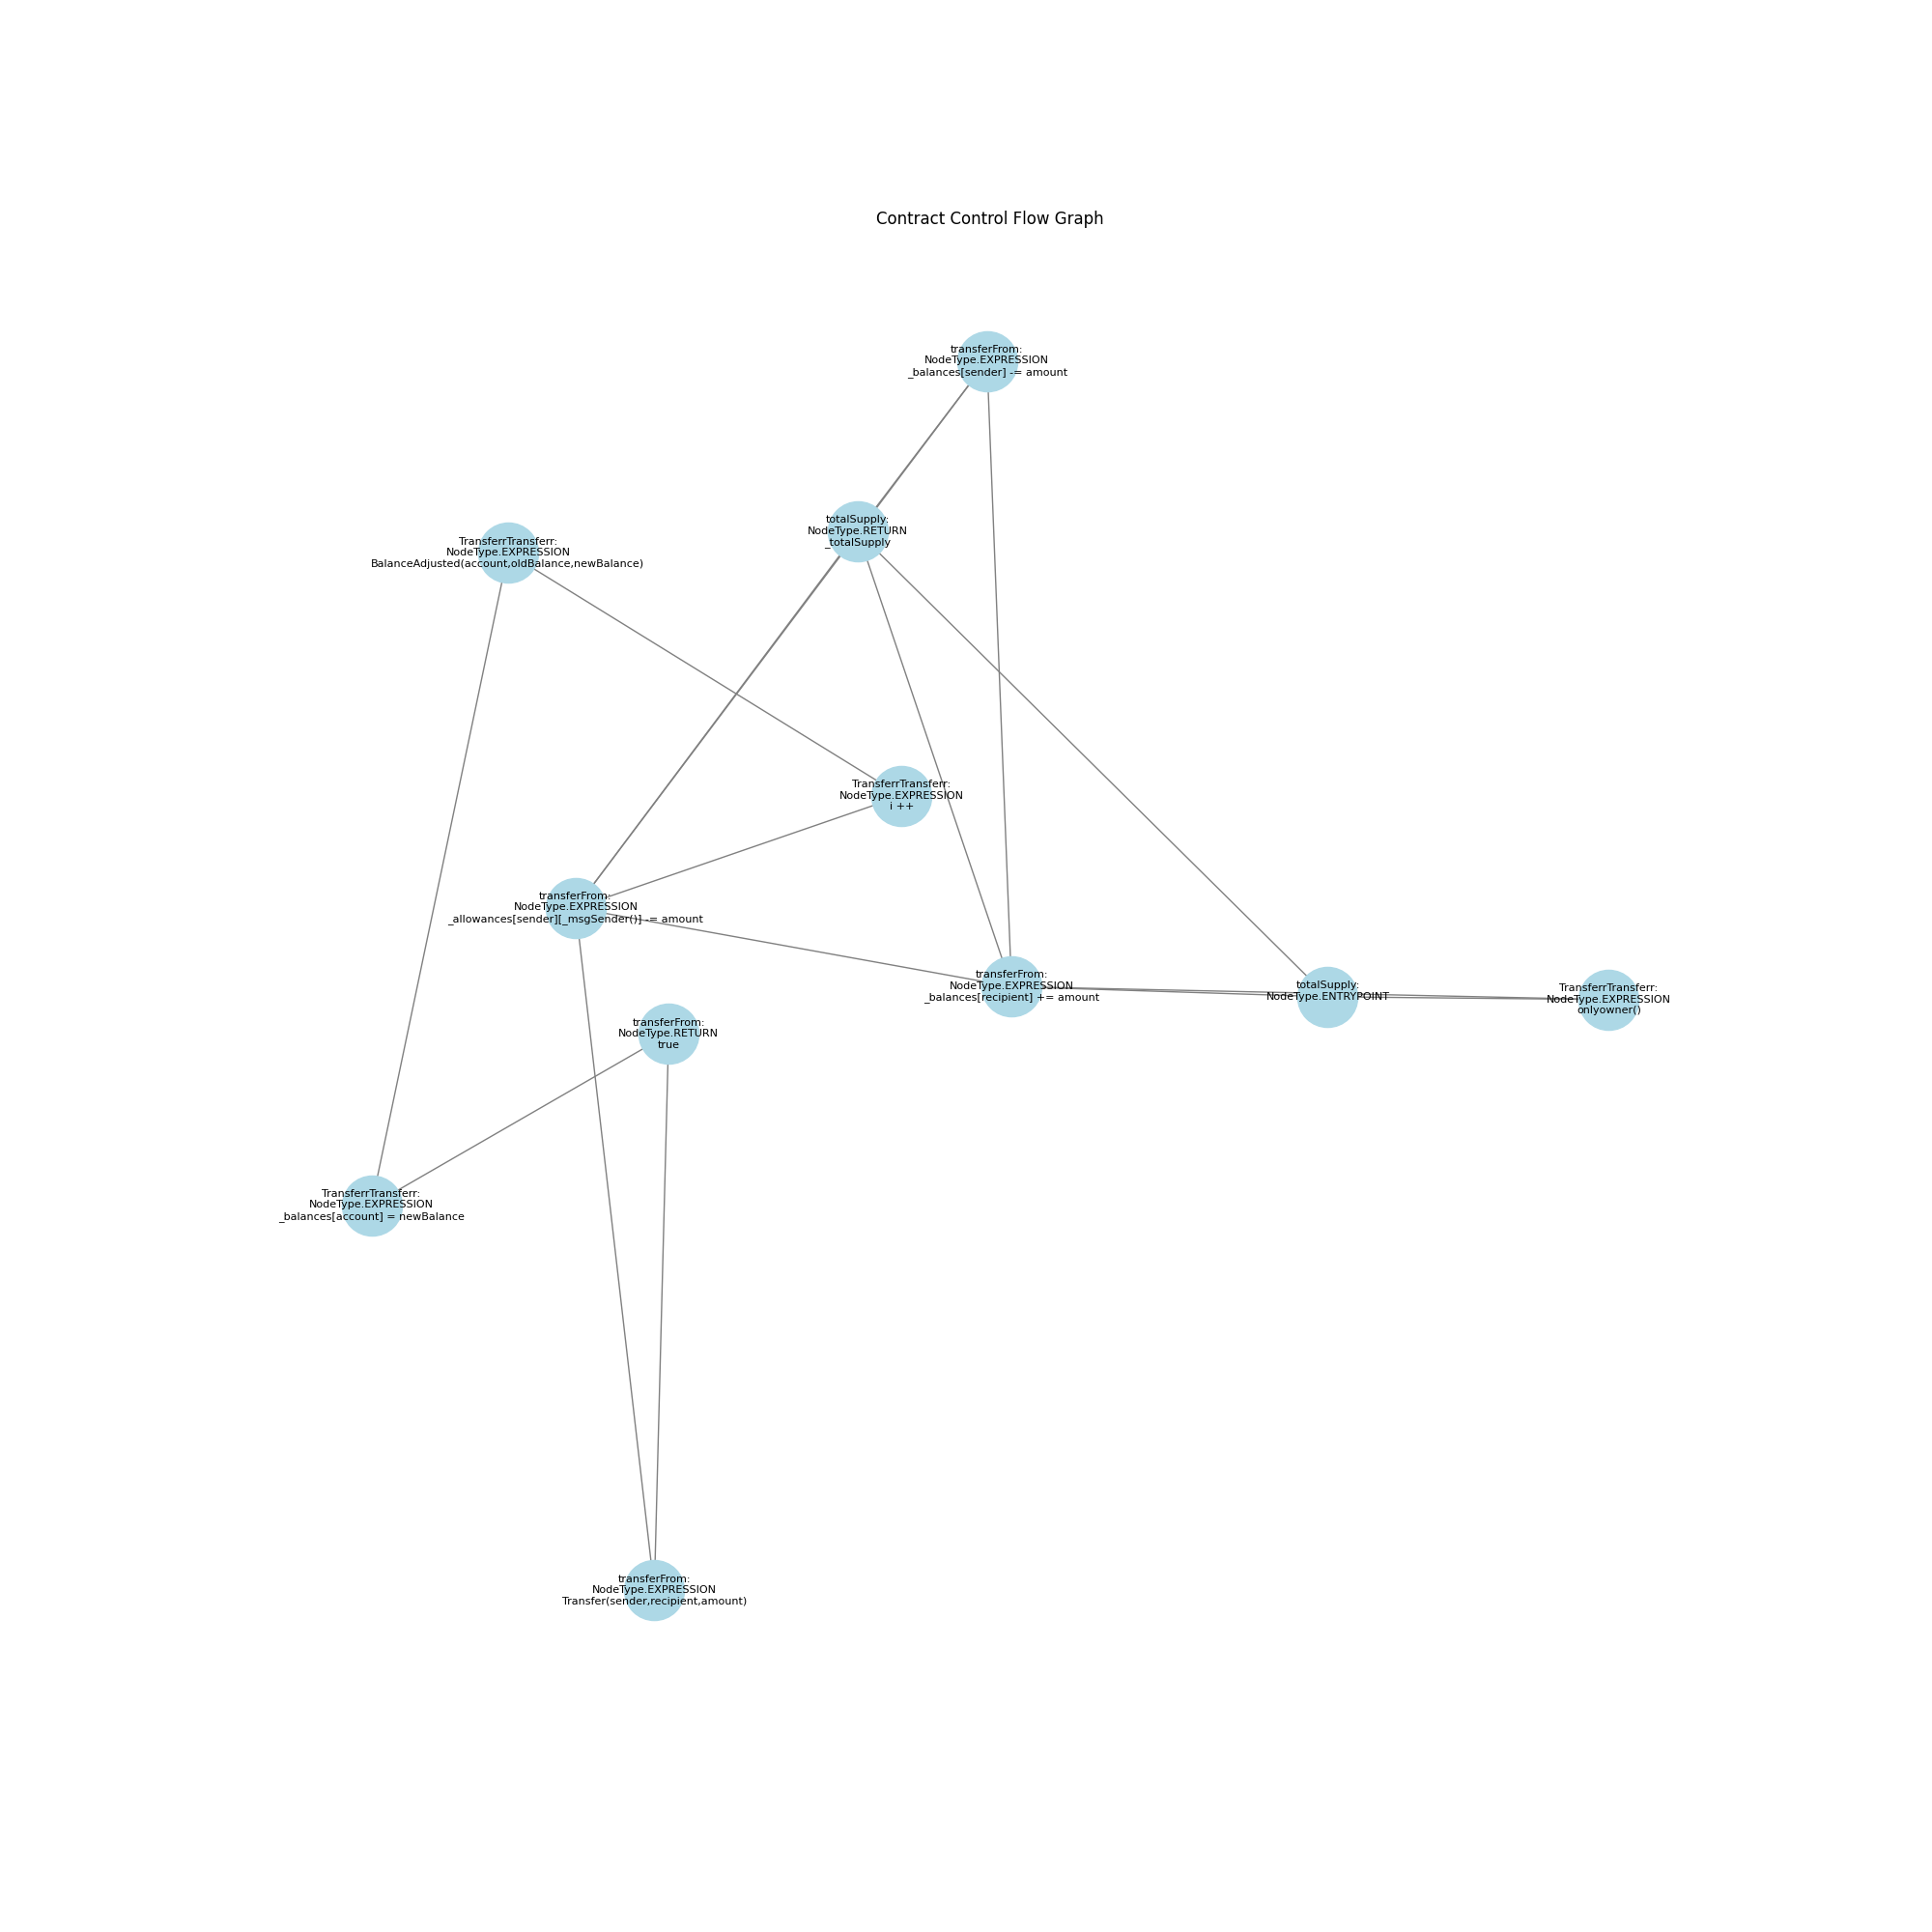 Contract Control Flow Graph
transferFrom:
NodeType.EXPRESSION
_balances[sender] -= amount
totalSupply:
NodeType.RETURN
_totalSupply
TransferrTransferr:
NodeType.EXPRESSION
BalanceAdjusted(account,oldBalance,newBalance)
TransferrTransferr:
NodeType.EXPRESSION
i ++
transferFrom:
NodeType.EXPRESSION
_allowances[sender][_msgSender()] -= amount
transferFrom:
NodeType.EXPRESSION
_balances[recipient] += amount
totalSupply:
NodeType.ENTRYPOINT
TransferrTransferr:
NodeType.EXPRESSION
onlyowner()
transferFrom:
NodeType.RETURN
true
TransferrTransferr:
NodeType.EXPRESSION
_balances[account] = newBalance
transferFrom:
NodeType.EXPRESSION
Transfer(sender,recipient,amount)